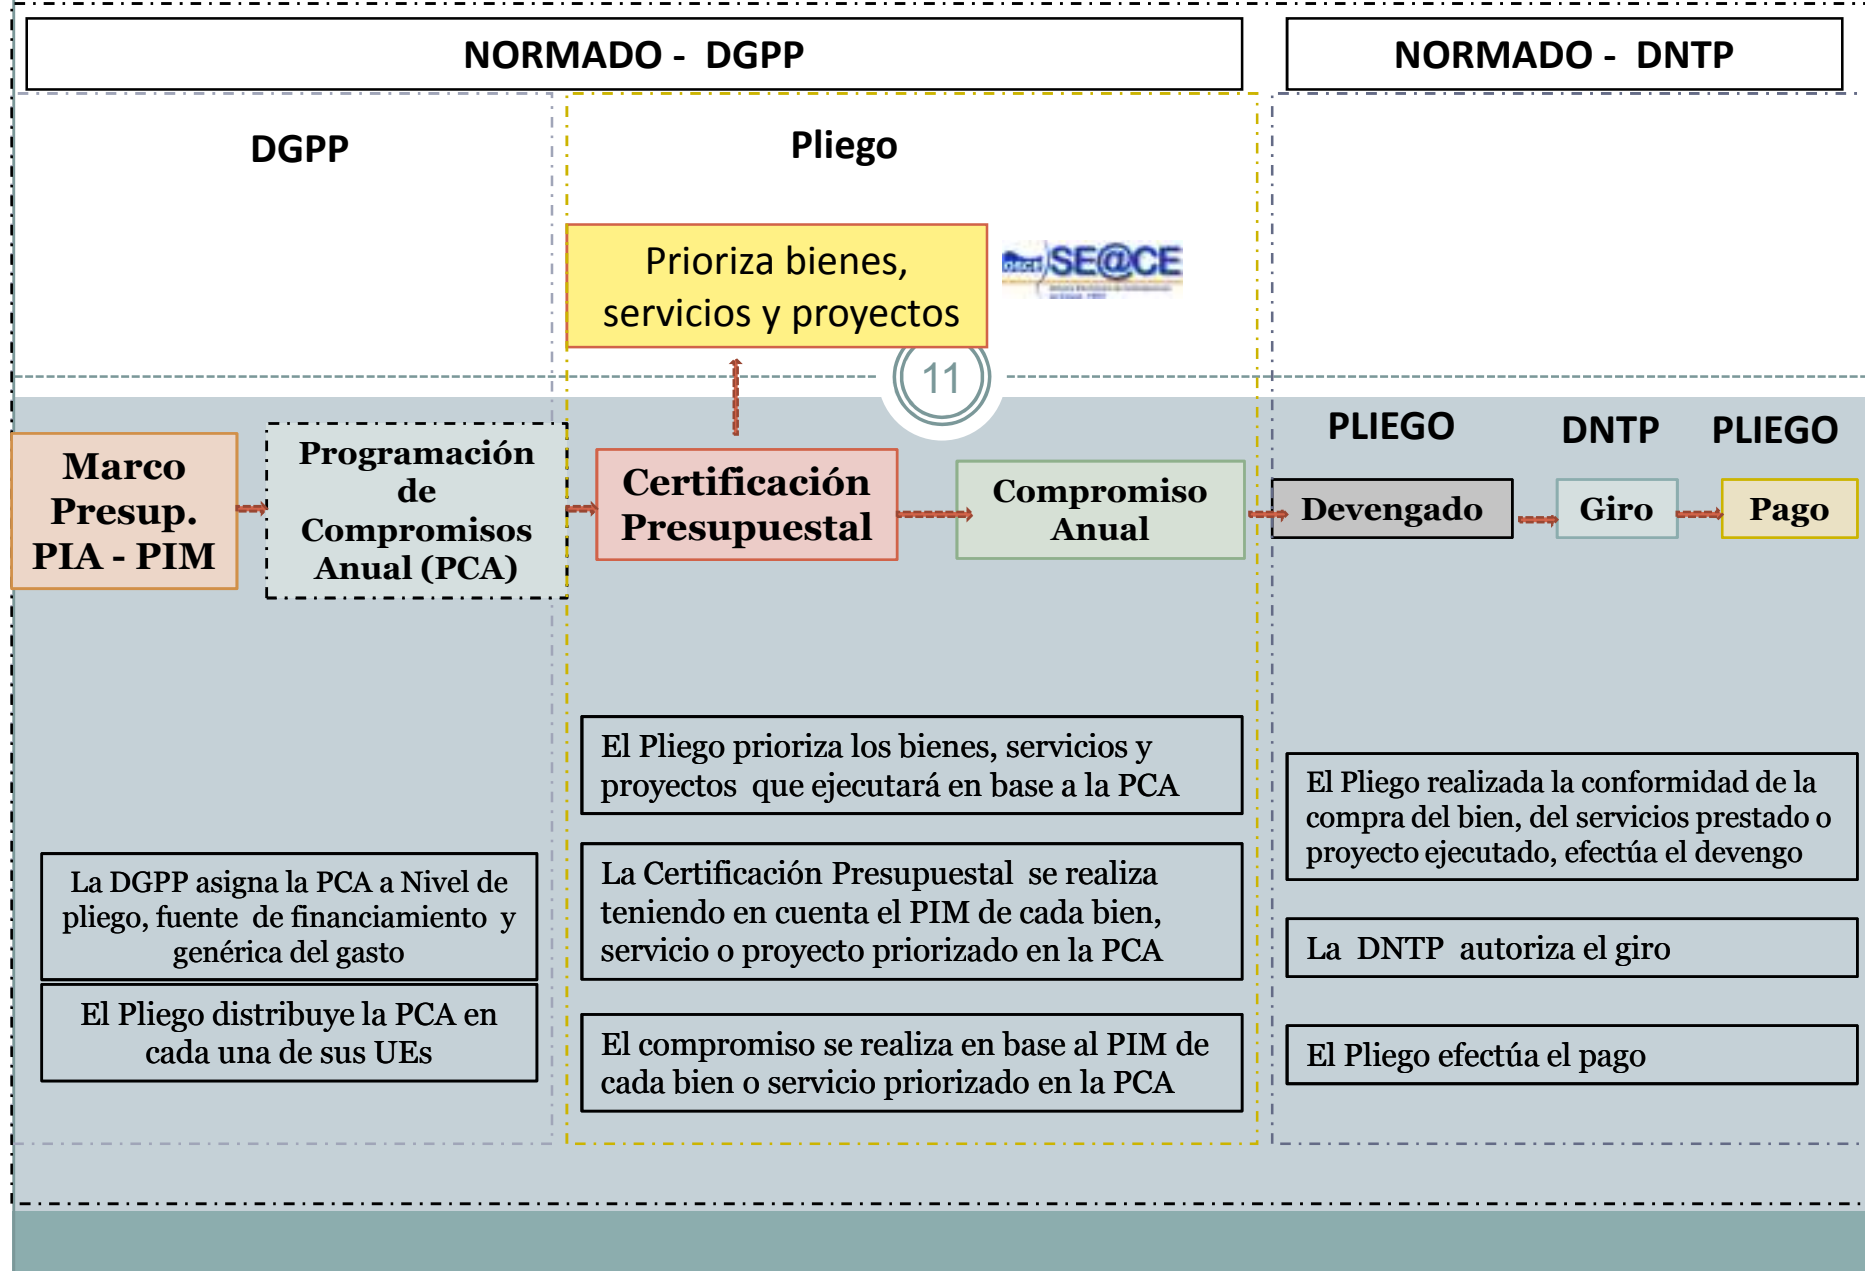 NORMADO - DGPP
NORMADO - DNTP
DGPP
Pliego
Prioriza bienes,
servicios y proyectos
SE@CE
11
PLIEGO
DNTP
PLIEGO
Marco
Presup.
PIA - PIM
Programación
de
Compromisos
Anual (PCA)
Certificación
Presupuestal
Compromiso
Anual
Devengado
Giro
Pago
La DGPP asigna la PCA a Nivel de
pliego, fuente de financiamiento y
genérica del gasto
El Pliego distribuye la PCA en
cada una de sus UEs
El Pliego prioriza los bienes, servicios y
proyectos que ejecutará en base a la PCA
La Certificación Presupuestal se realiza
teniendo en cuenta el PIM de cada bien,
servicio o proyecto priorizado en la PCA
El compromiso se realiza en base al PIM de
cada bien o servicio priorizado en la PCA
El Pliego realizada la conformidad de la
compra del bien, del servicios prestado o
proyecto ejecutado, efectúa el devengo
La DNTP autoriza el giro
El Pliego efectúa el pago